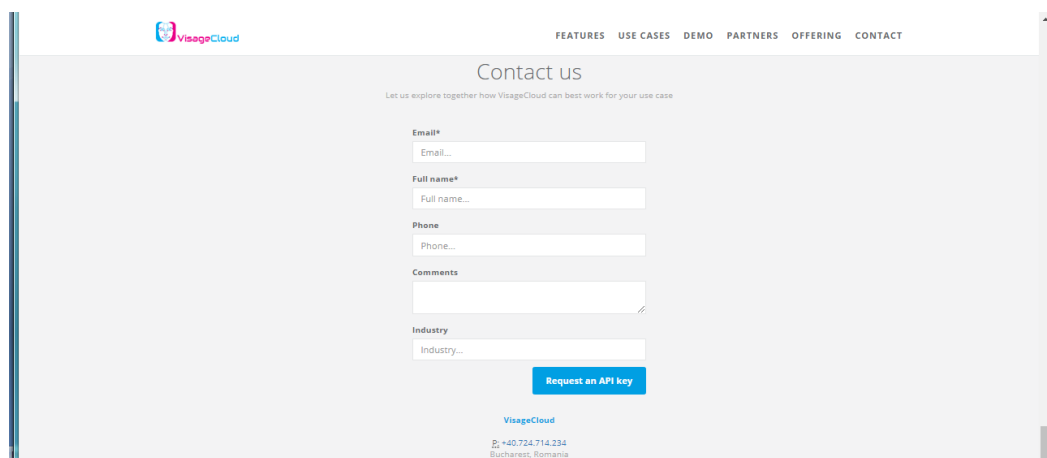 VisageCloud
FEATURES USE CASES DEMO PARTNERS OFFERING CONTACT
Contact us
Let us explore together how VisageCloud can best work for your use case
Email*
Email...
Full name*
Full name...
Phone
Phone...
Comments
Industry
Industry...
Request an API key
VisageCloud
P: +40.724.714.234
Bucharest, Romania